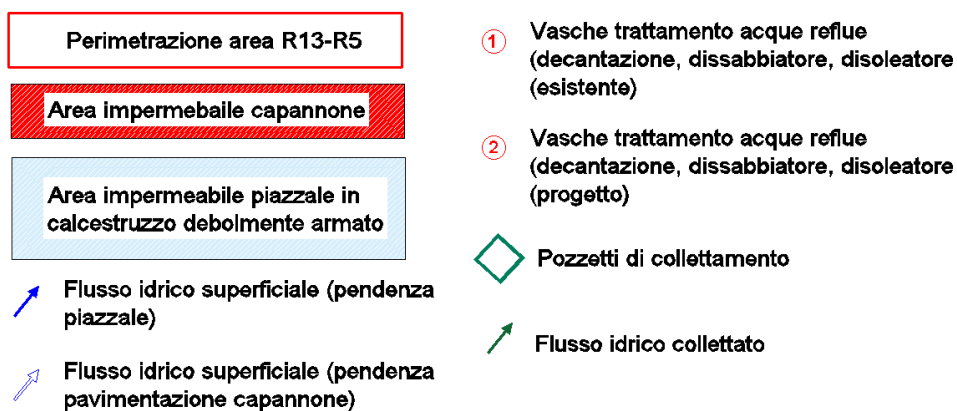 Perimetrazione area R13-R5
Area impermebaile capannone
Area impermeabile piazzale in
calcestruzzo debolmente armato
Flusso idrico superficiale (pendenza
piazzale)
Flusso idrico superficiale (pendenza
pavimentazione capannone)
1 Vasche trattamento acque reflue
(decantazione, dissabbiatore, disoleatore
(esistente)
2 Vasche trattamento acque reflue
(decantazione, dissabbiatore, disoleatore
(progetto)
Pozzetti di collettamento
Flusso idrico collettato